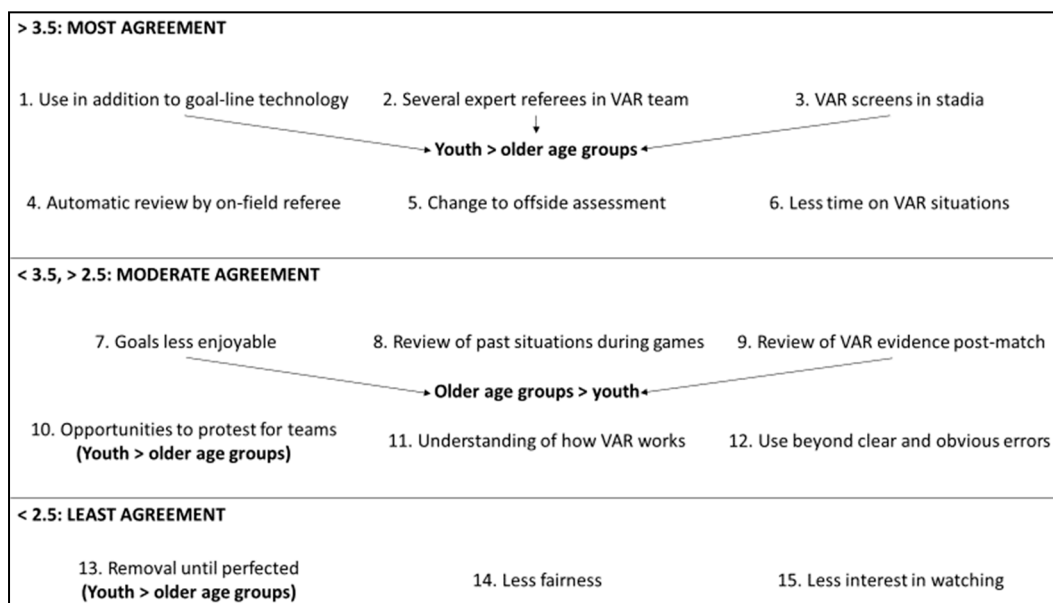 > 3.5: MOST AGREEMENT
1. Use in addition to goal-line technology
2. Several expert referees in VAR team
3. VAR screens in stadia
Youth > older age groups
4. Automatic review by on-field referee
5. Change to offside assessment
6. Less time on VAR situations
< 3.5, > 2.5: MODERATE AGREEMENT
7. Goals less enjoyable
8. Review of past situations during games
9. Review of VAR evidence post-match
Older age groups > youth
10. Opportunities to protest for teams
(Youth > older age groups)
11. Understanding of how VAR works
12. Use beyond clear and obvious errors
< 2.5: LEAST AGREEMENT
13. Removal until perfected
(Youth > older age groups)
14. Less fairness
15. Less interest in watching